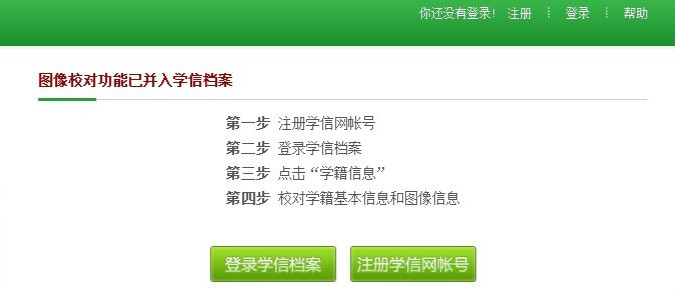 你还没有登录! 注册 ┆ 登录 ┆ 帮助
图像校对功能已并入学信档案
第一步 注册学信网帐号
第二步 登录学信档案
第三步 点击“学籍信息”
第四步 校对学籍基本信息和图像信息
登录学信档案 注册学信网帐号